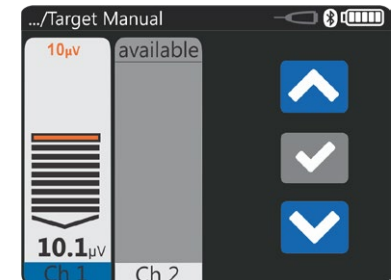 .../Target Manual
10µv
available
10.1µv
Ch 1
Ch 2